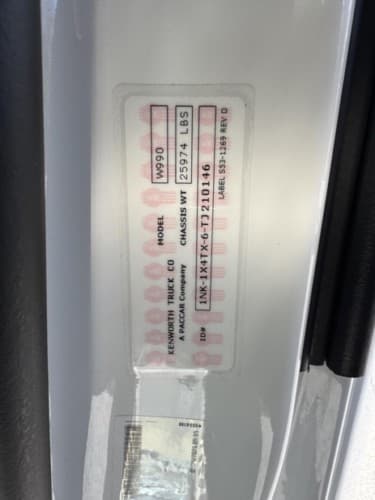 KENWORTH TRUCK CO
A PACCAR Company
MODEL W990
CHASSIS WT 25974 LBS
ID# 1NK-1X4TX-6-TJ210146
LABEL S53-1269 REV D